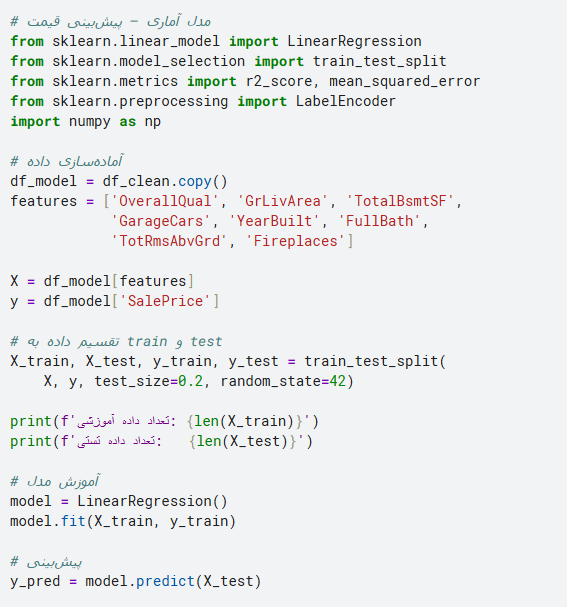 # مدل آماری — پیش‌بینی قیمت
from sklearn.linear_model import LinearRegression
from sklearn.model_selection import train_test_split
from sklearn.metrics import r2_score, mean_squared_error
from sklearn.preprocessing import LabelEncoder
import numpy as np
# آماده‌سازی داده
df_model = df_clean.copy()
features = ['OverallQual', 'GrLivArea', 'TotalBsmtSF',
'GarageCars', 'YearBuilt', 'FullBath',
'TotRmsAbvGrd', 'Fireplaces']
X = df_model[features]
y = df_model['SalePrice']
# تقسیم داده به train و test
X_train, X_test, y_train, y_test = train_test_split(
X, y, test_size=0.2, random_state=42)
print(f'تعداد داده آموزشی: {len(X_train)}')
print(f'تعداد داده تستی:   {len(X_test)}')
# آموزش مدل
model = LinearRegression()
model.fit(X_train, y_train)
# پیش‌بینی
y_pred = model.predict(X_test)